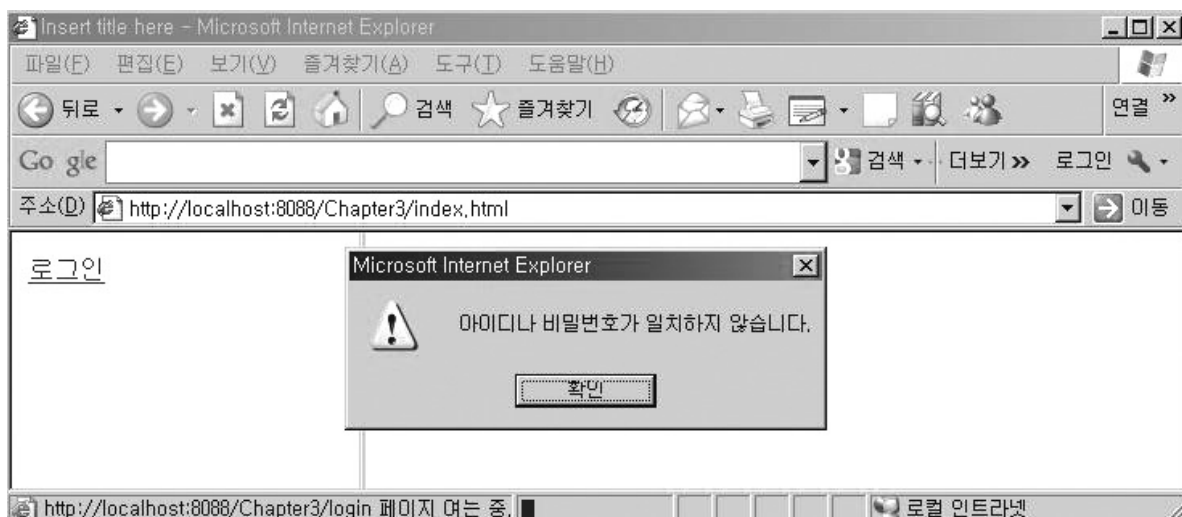 Insert title here - Microsoft Internet Explorer
파일(F) 편집(E) 보기(V) 즐겨찾기(A) 도구(T) 도움말(H)
뒤로 검색 즐겨찾기 연결 »
Go gle 검색 더보기 » 로그인
주소(D) http://localhost:8088/Chapter3/index.html 이동
로그인
Microsoft Internet Explorer
아이디나 비밀번호가 일치하지 않습니다.
확인
http://localhost:8088/Chapter3/login 페이지 여는 중. 로컬 인트라넷